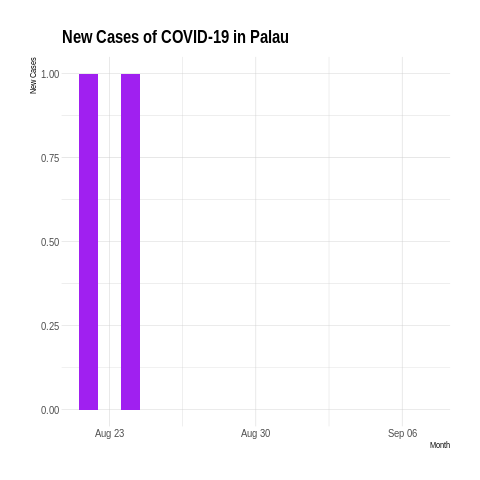 New Cases of COVID-19 in Palau
New Cases
1.00
0.75
0.50
0.25
0.00
Aug 23 Aug 30 Sep 06
Month